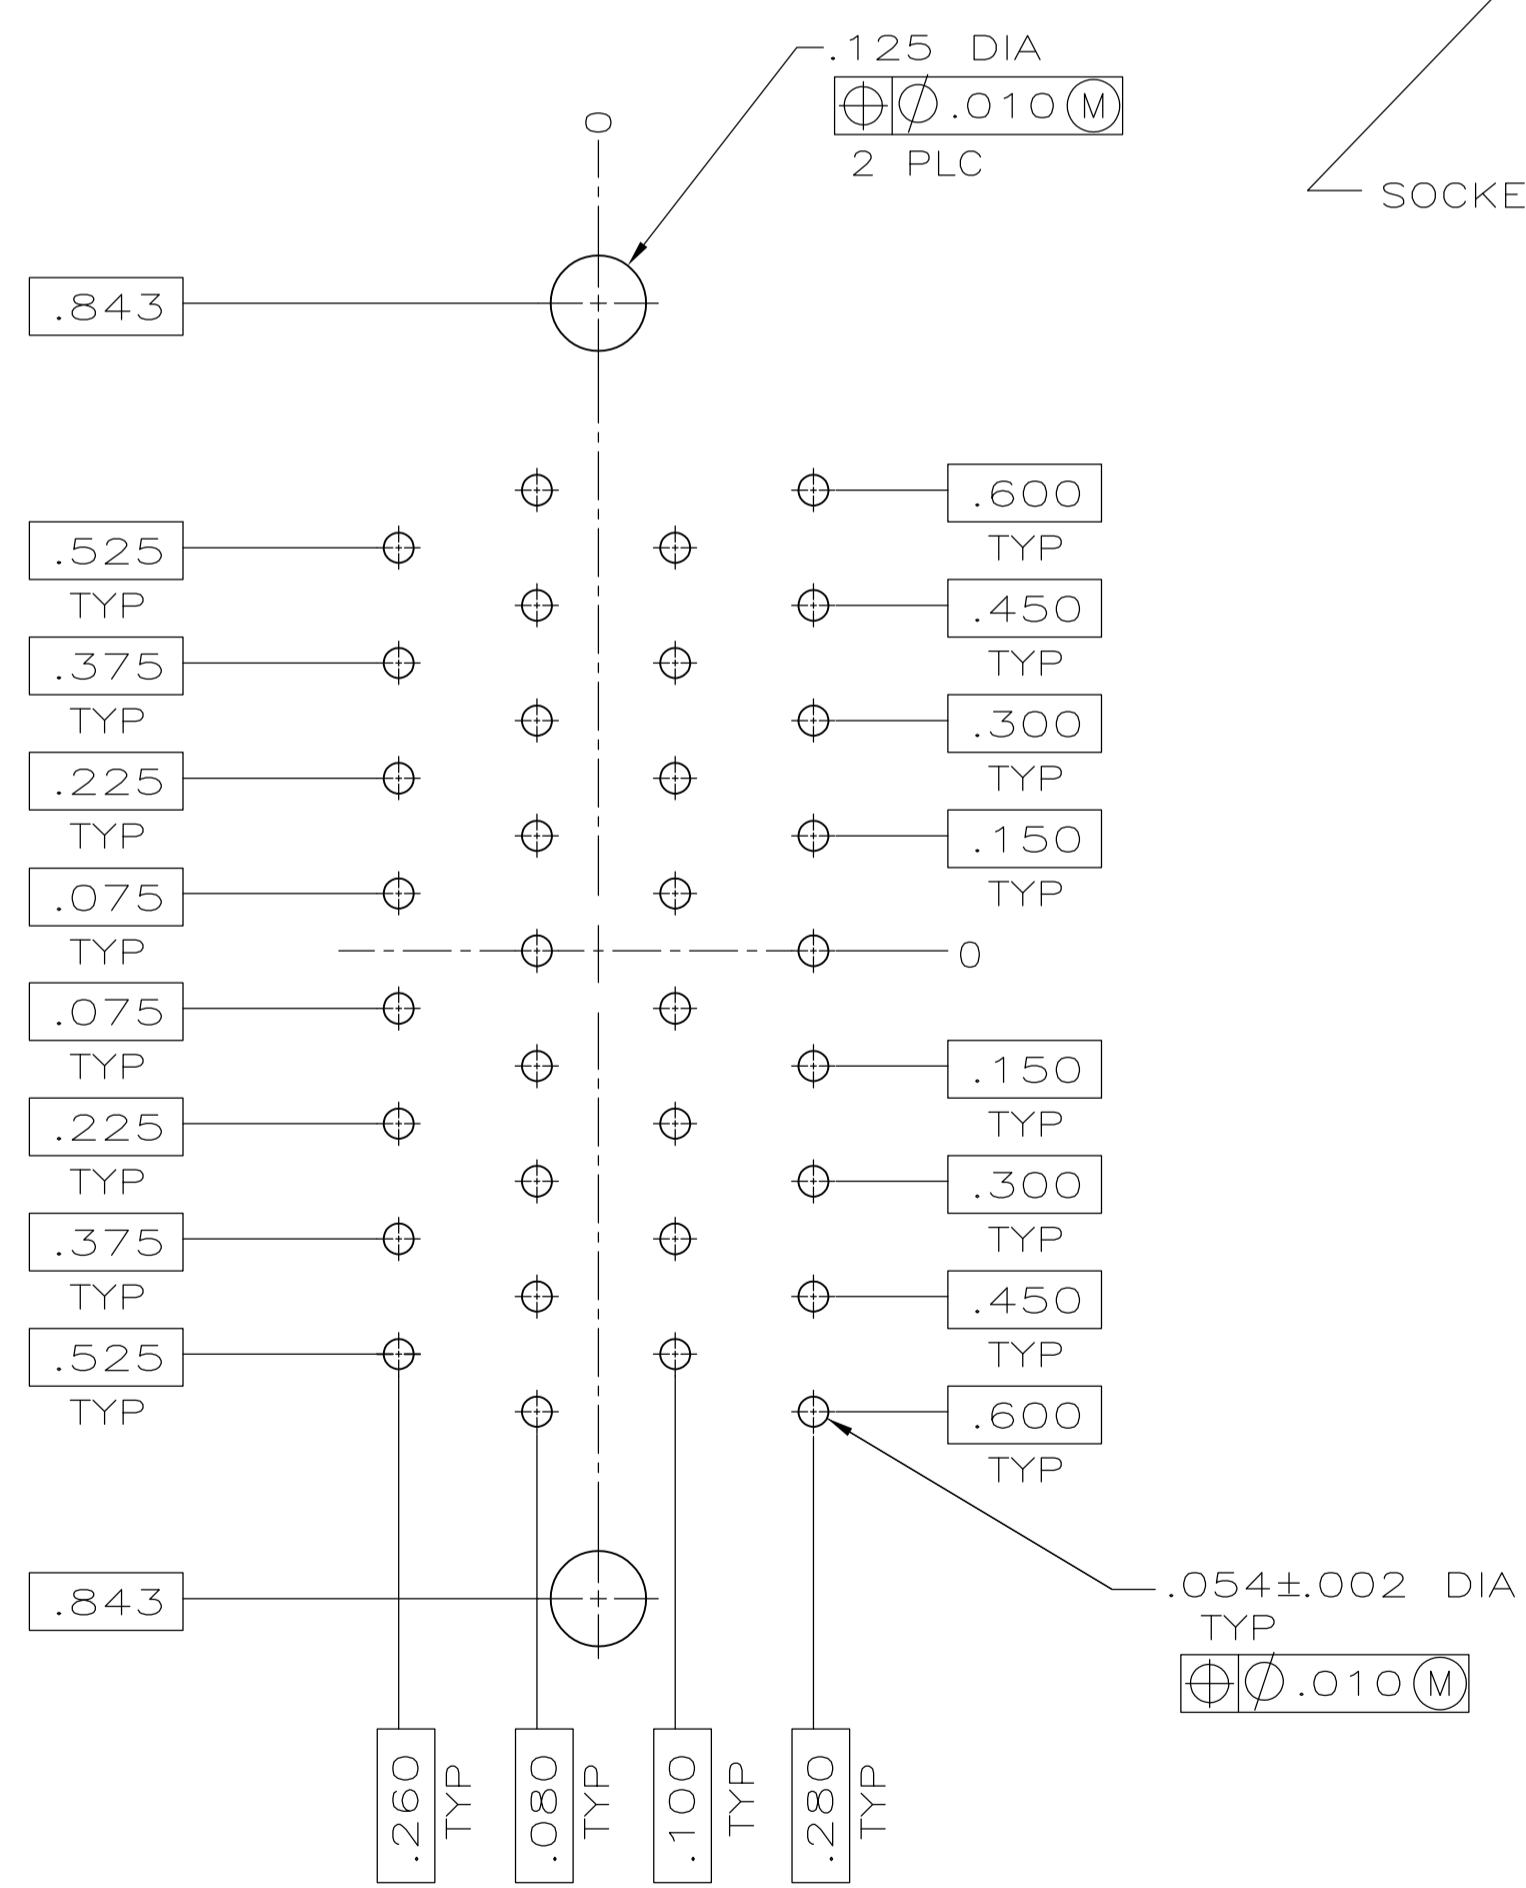 .125 DIA
⌖ ⌀ .010 Ⓜ
2 PLC
SOCKE
0
.843
.600
TYP
.525
TYP
.450
TYP
.375
TYP
.300
TYP
.225
TYP
.150
TYP
.075
TYP
0
.075
TYP
.150
TYP
.225
TYP
.300
TYP
.375
TYP
.450
TYP
.525
TYP
.600
TYP
.843
.054±.002 DIA
TYP
⌖ ⌀ .010 Ⓜ
.260
TYP
.080
TYP
.100
TYP
.280
TYP